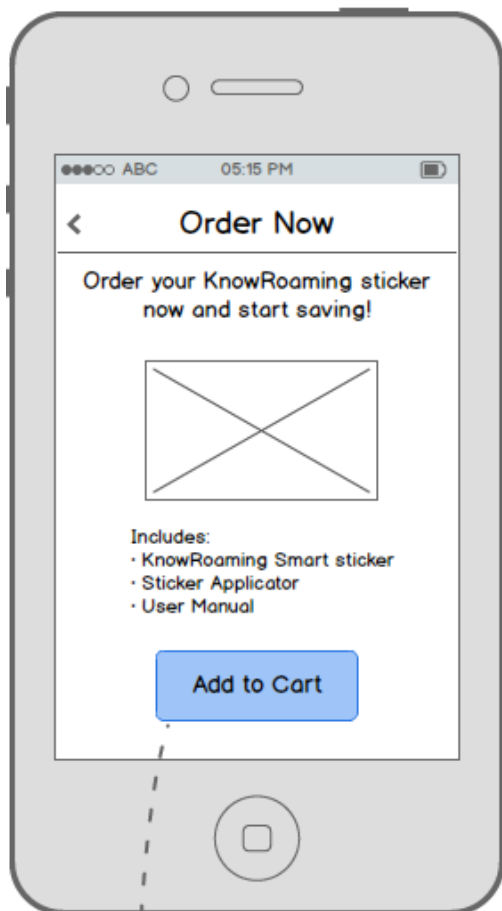 ABC 05:15 PM
Order Now
Order your KnowRoaming sticker
now and start saving!
Includes:
· KnowRoaming Smart sticker
· Sticker Applicator
· User Manual
Add to Cart